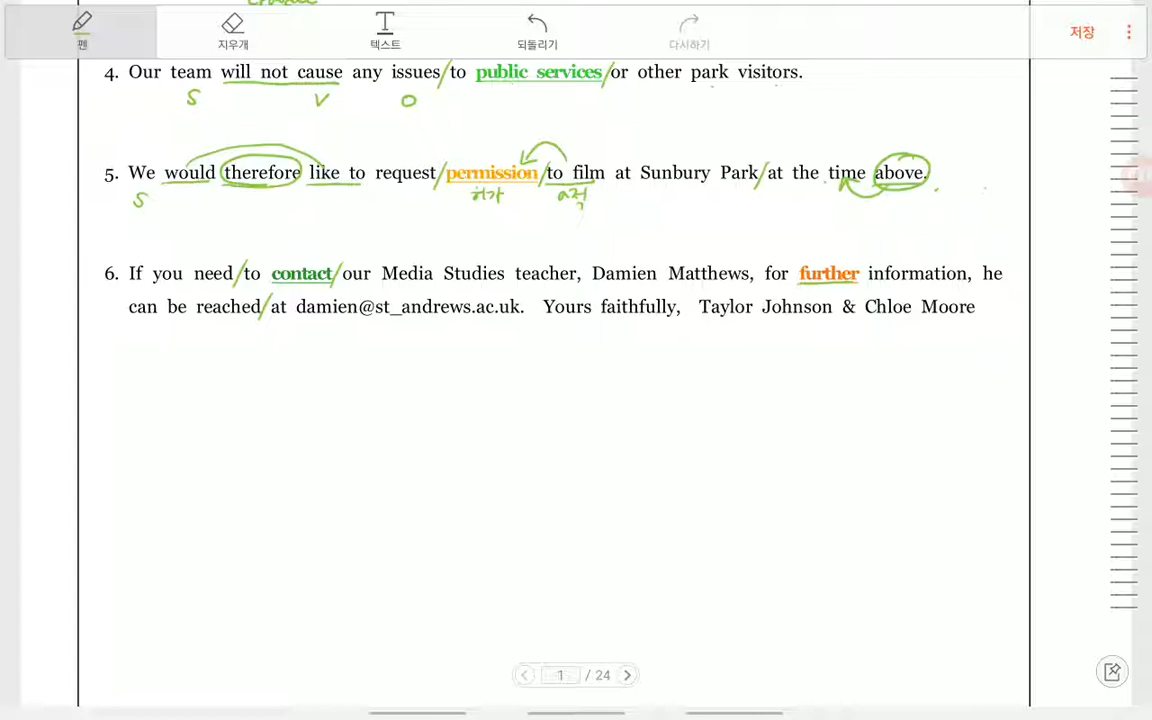 펜
지우개
텍스트
되돌리기
다시하기
저장
4. Our team will not cause any issues/to public services/or other park visitors.
S V O
5. We would therefore like to request/permission/to film at Sunbury Park/at the time above.
S 허가
6. If you need/to contact/our Media Studies teacher, Damien Matthews, for further information, he
can be reached/at damien@st_andrews.ac.uk. Yours faithfully, Taylor Johnson & Chloe Moore
1 / 24